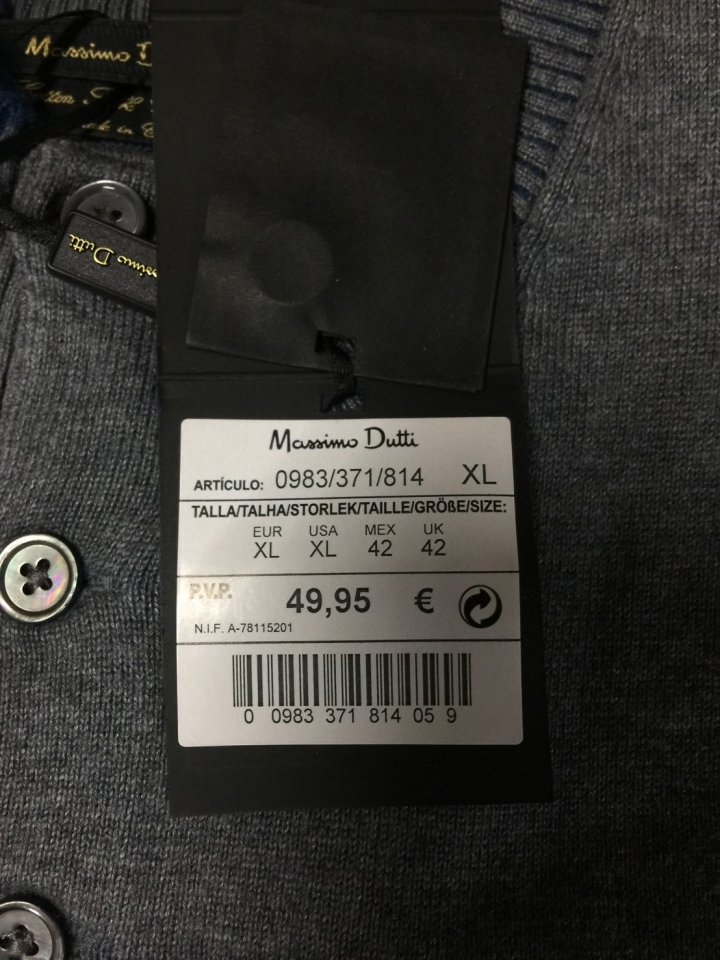 Massimo
Massimo Dutti
Massimo Dutti
ARTÍCULO: 0983/371/814 XL
TALLA/TALHA/STORLEK/TAILLE/GRÖßE/SIZE:
EUR USA MEX UK
XL XL 42 42
P.V.P. 49,95 €
N.I.F. A-78115201
0 0983 371 814 05 9